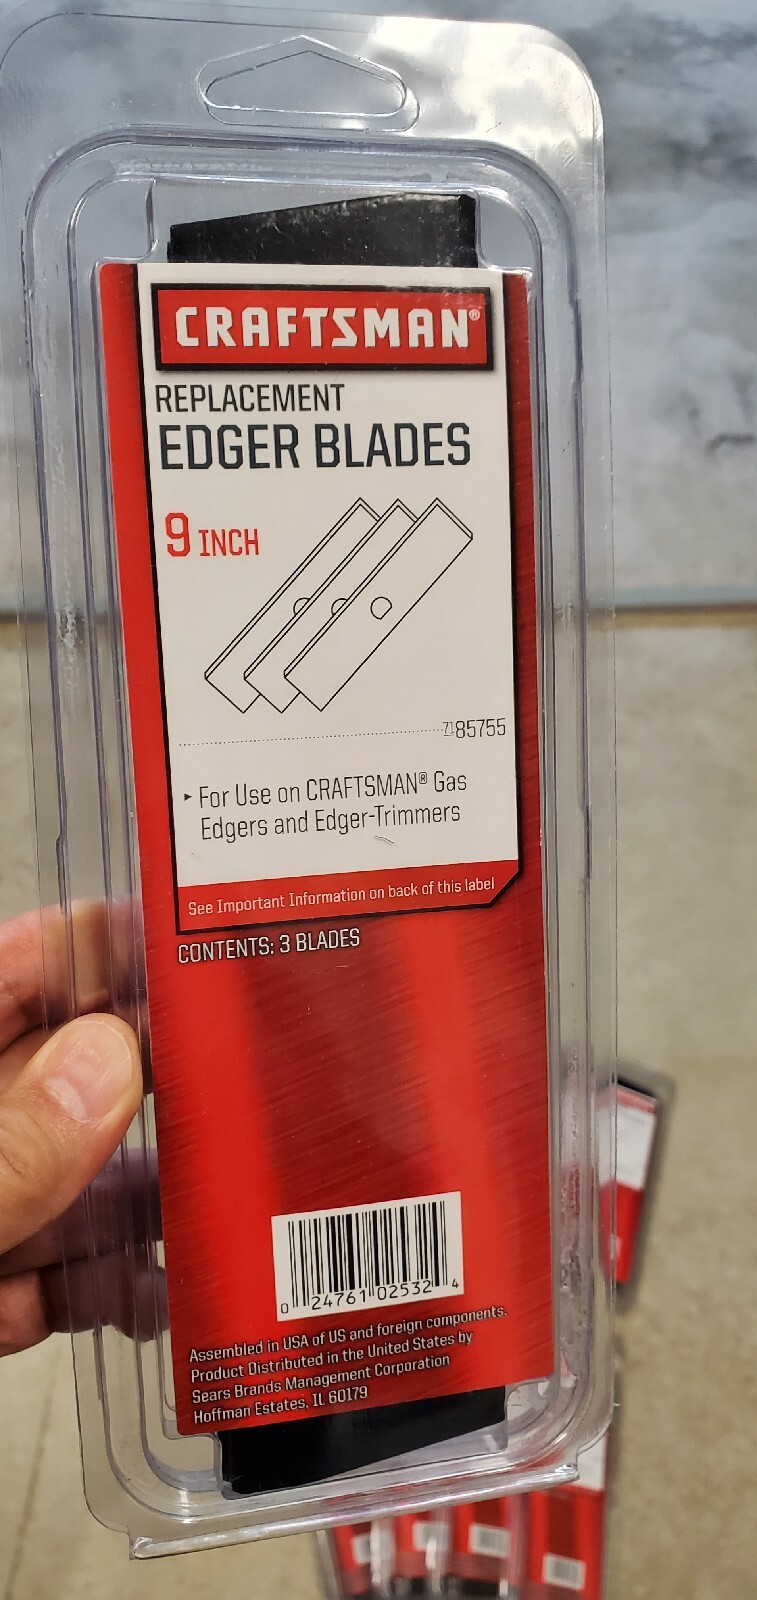 CRAFTSMAN®
REPLACEMENT
EDGER BLADES
9 INCH
7185755
▸ For Use on CRAFTSMAN® Gas
Edgers and Edger-Trimmers
See Important Information on back of this label
CONTENTS: 3 BLADES
0 24761 02532 4
Assembled in USA of US and foreign components.
Product Distributed in the United States by
Sears Brands Management Corporation
Hoffman Estates, IL 60179